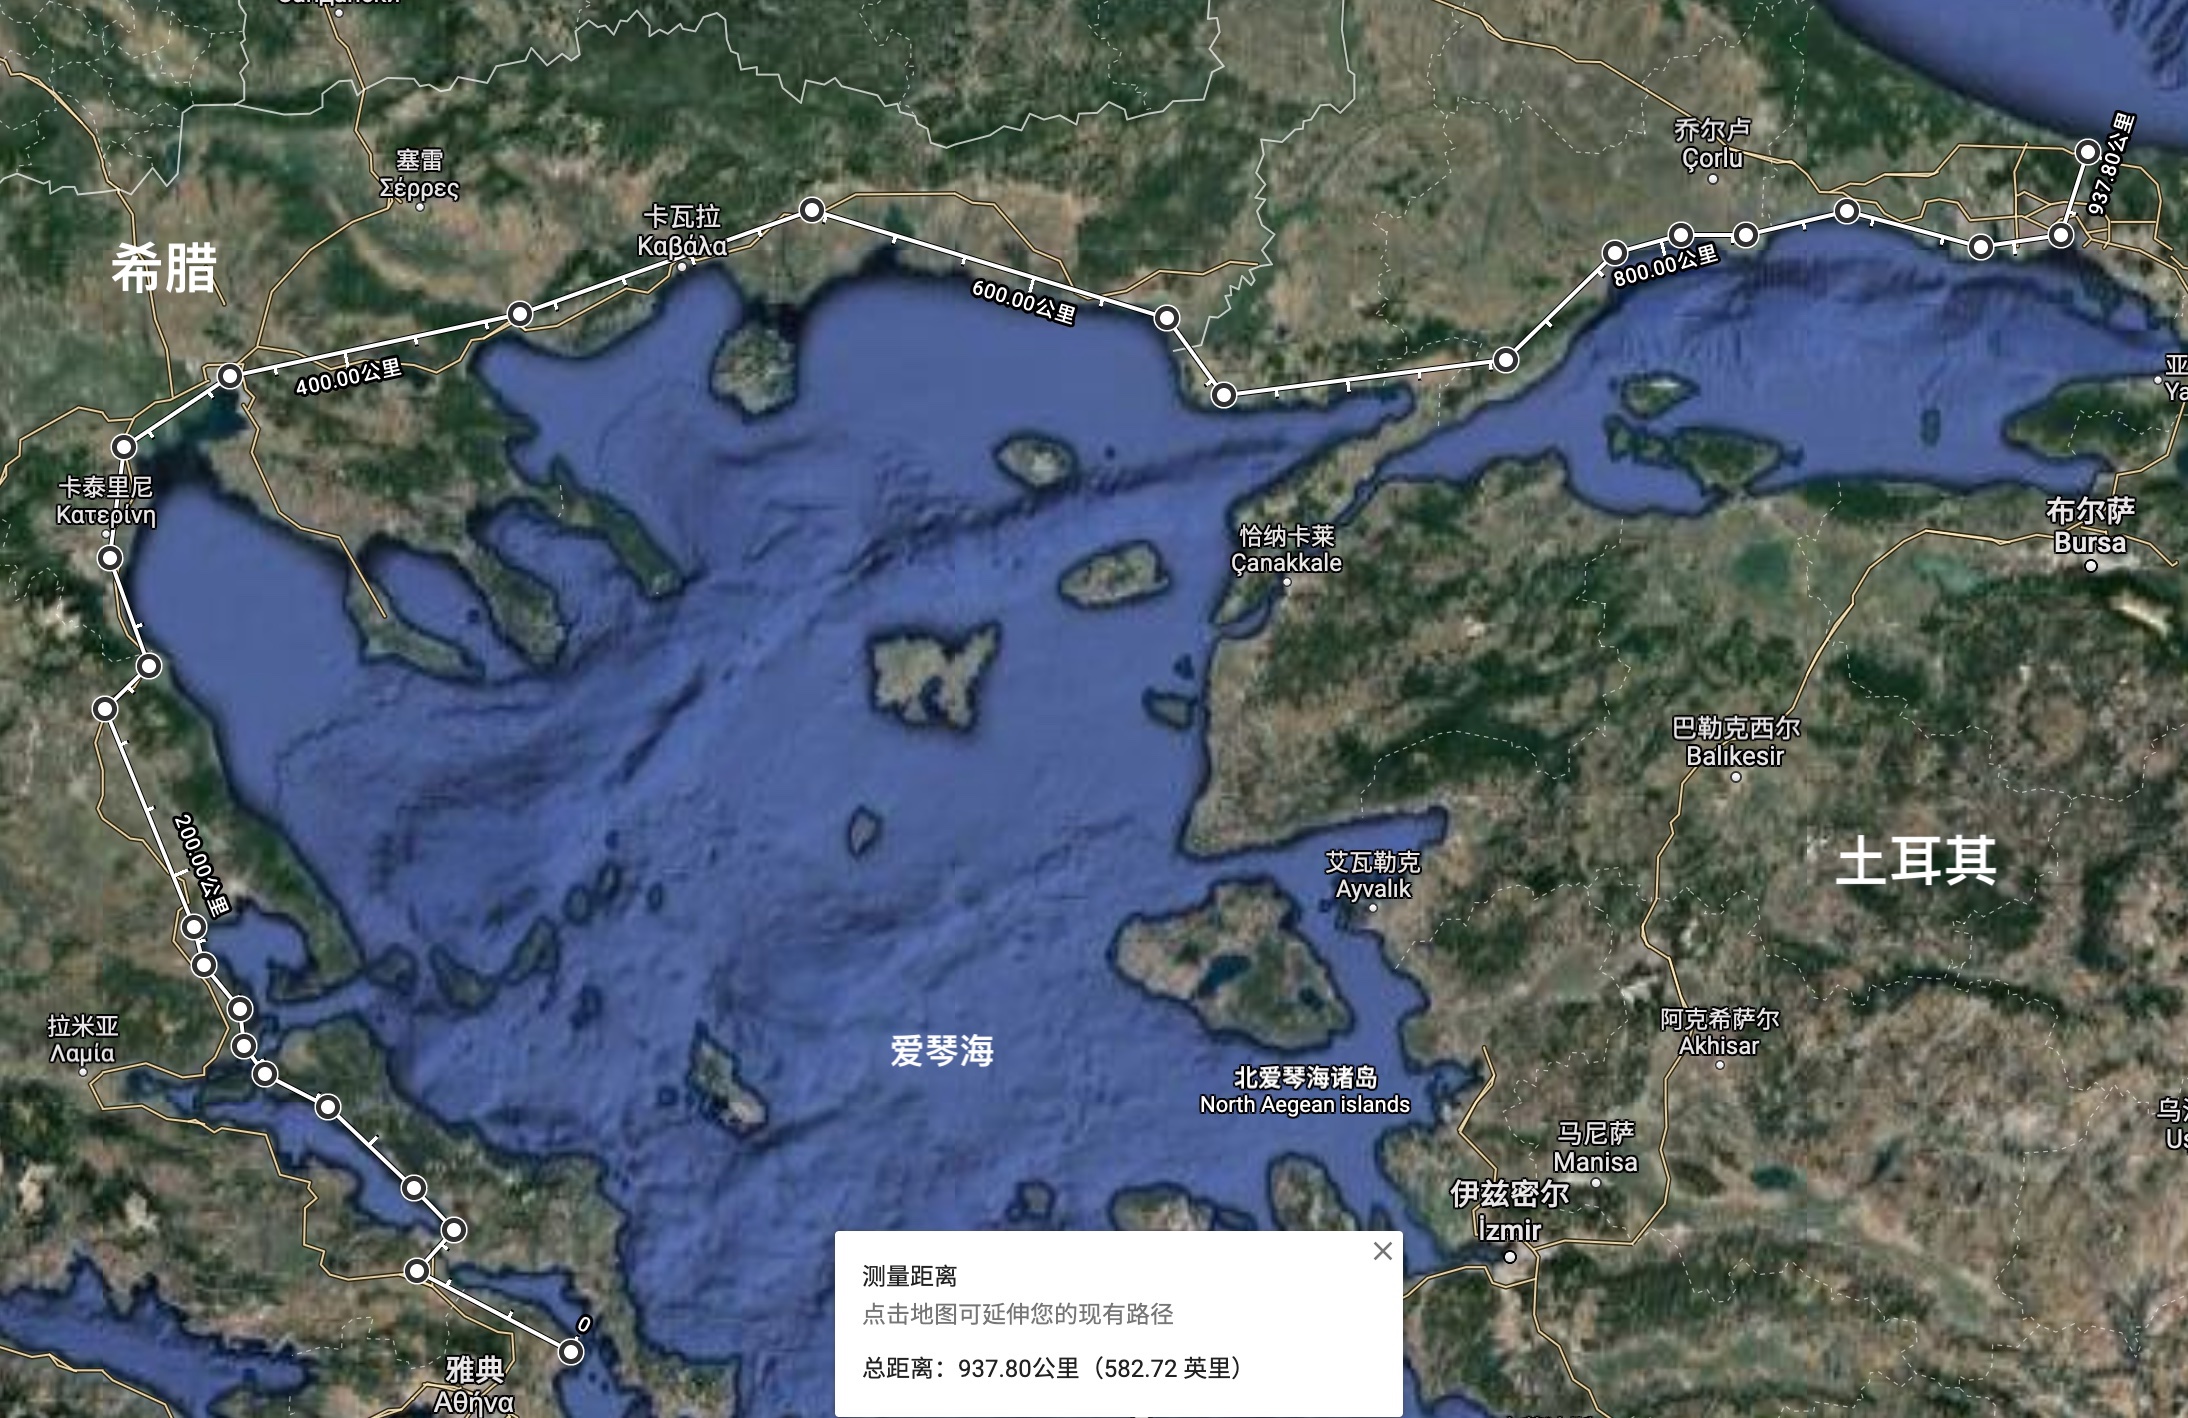 乔尔卢
Çorlu
937.80公里
塞雷
Σέρρες
卡瓦拉
Καβάλα
希腊
600.00公里
800.00公里
400.00公里
卡泰里尼
Κατερίνη
恰纳卡莱
Çanakkale
布尔萨
Bursa
巴勒克西尔
Balıkesir
200.00公里
土耳其
艾瓦勒克
Ayvalık
拉米亚
Λαμία
爱琴海
阿克希萨尔
Akhisar
北爱琴海诸岛
North Aegean islands
马尼萨
Manisa
伊兹密尔
İzmir
0
雅典
Αθήνα
测量距离
点击地图可延伸您的现有路径
总距离：937.80公里（582.72 英里）